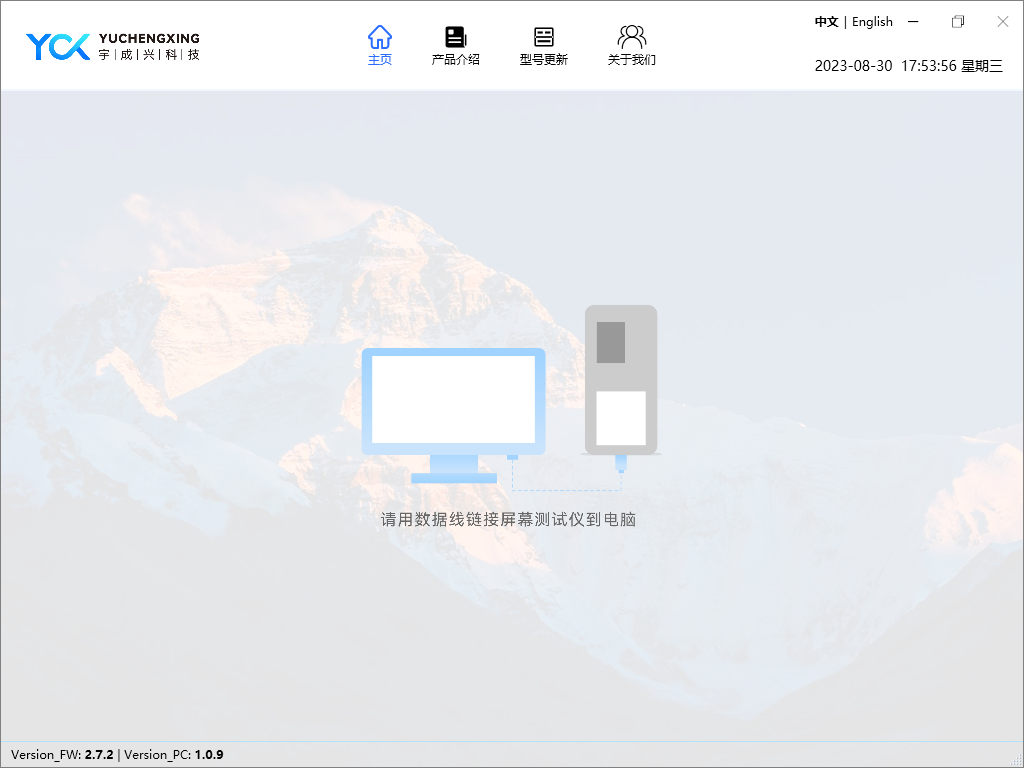 YCX
YUCHENGXING
宇|成|兴|科|技
主页
产品介绍
型号更新
关于我们
中文 | English
2023-08-30 17:53:56 星期三
请用数据线链接屏幕测试仪到电脑
Version_FW: 2.7.2 | Version_PC: 1.0.9